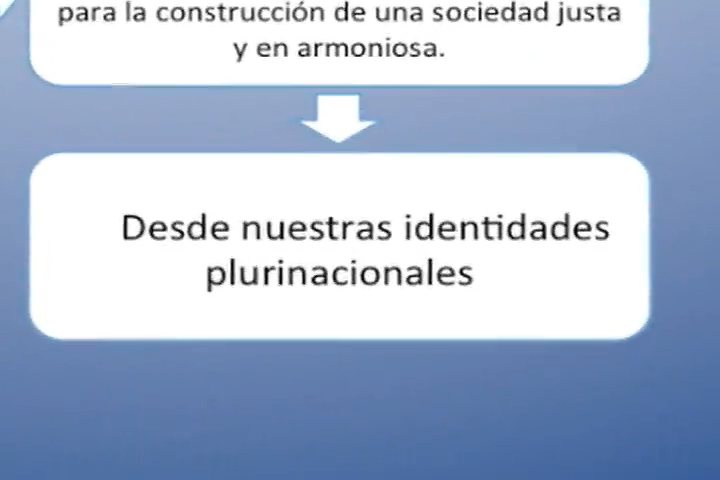 para la construcción de una sociedad justa
y en armoniosa.
Desde nuestras identidades
plurinacionales